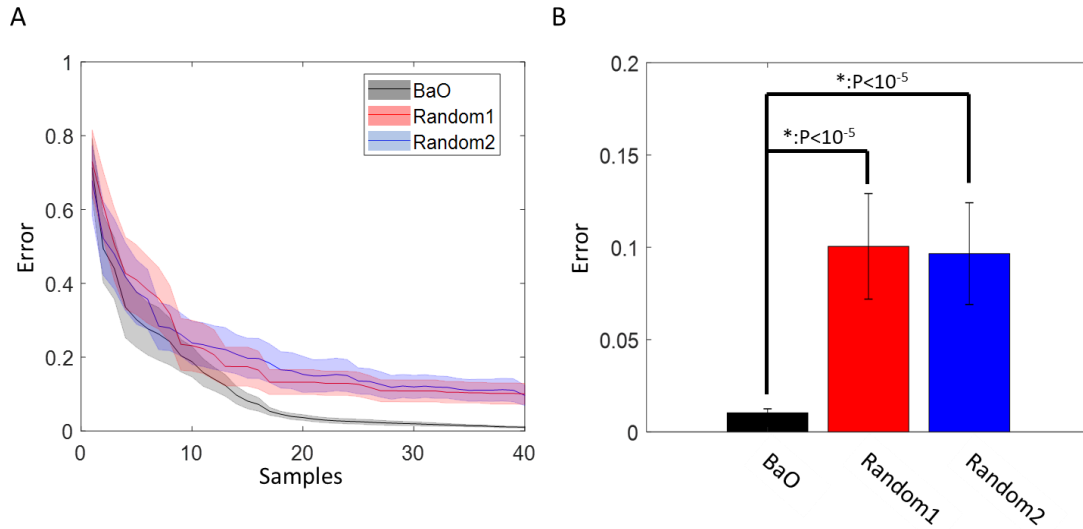 A
1
0.8
0.6
0.4
0.2
0
Error
0
10
20
30
40
Samples
BaO
Random1
Random2
B
0.2
0.15
0.1
0.05
0
Error
*:P<10⁻⁵
*:P<10⁻⁵
BaO
Random1
Random2